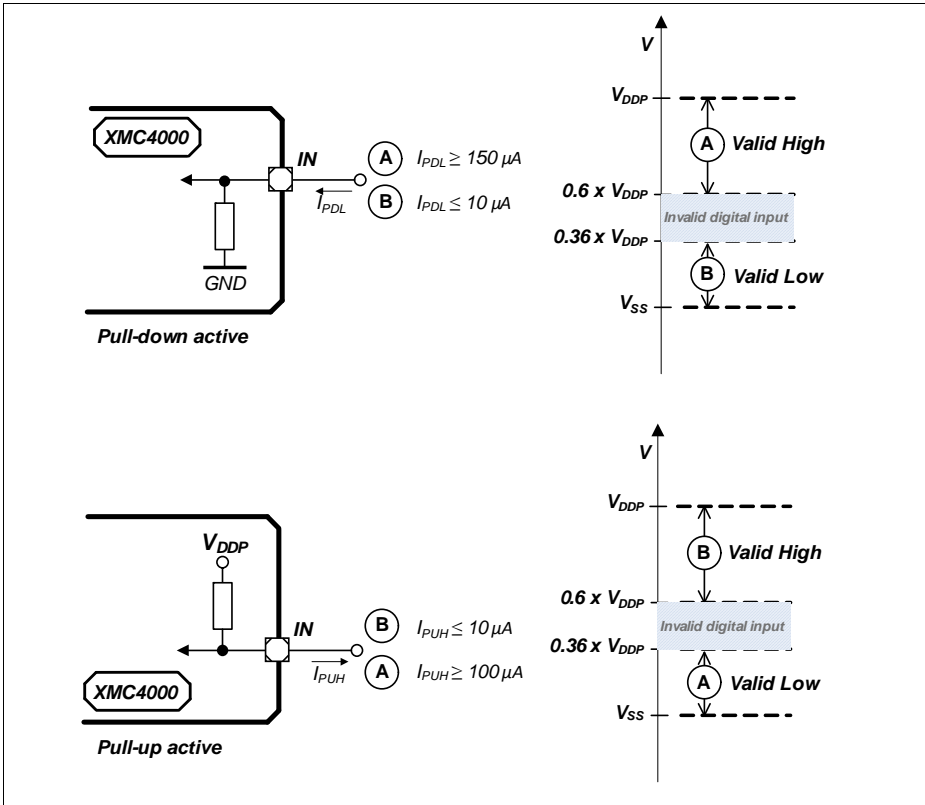 XMC4000
IN
A I_PDL ≥ 150 µA
I_PDL
B I_PDL ≤ 10 µA
GND
Pull-down active
V
V_DDP
A Valid High
0.6 x V_DDP
Invalid digital input
0.36 x V_DDP
B Valid Low
V_SS
V_DDP
IN
B I_PUH ≤ 10 µA
I_PUH
A I_PUH ≥ 100 µA
XMC4000
Pull-up active
V
V_DDP
B Valid High
0.6 x V_DDP
Invalid digital input
0.36 x V_DDP
A Valid Low
V_SS